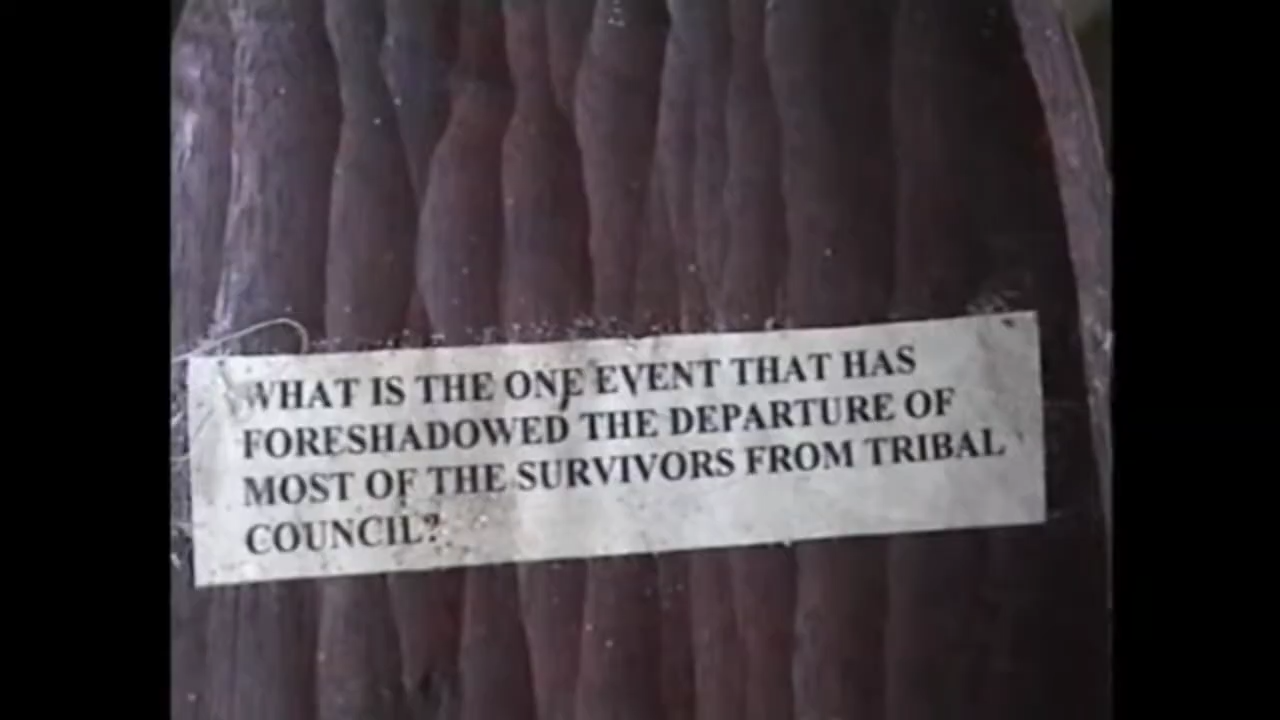 WHAT IS THE ONE EVENT THAT HAS
FORESHADOWED THE DEPARTURE OF
MOST OF THE SURVIVORS FROM TRIBAL
COUNCIL?